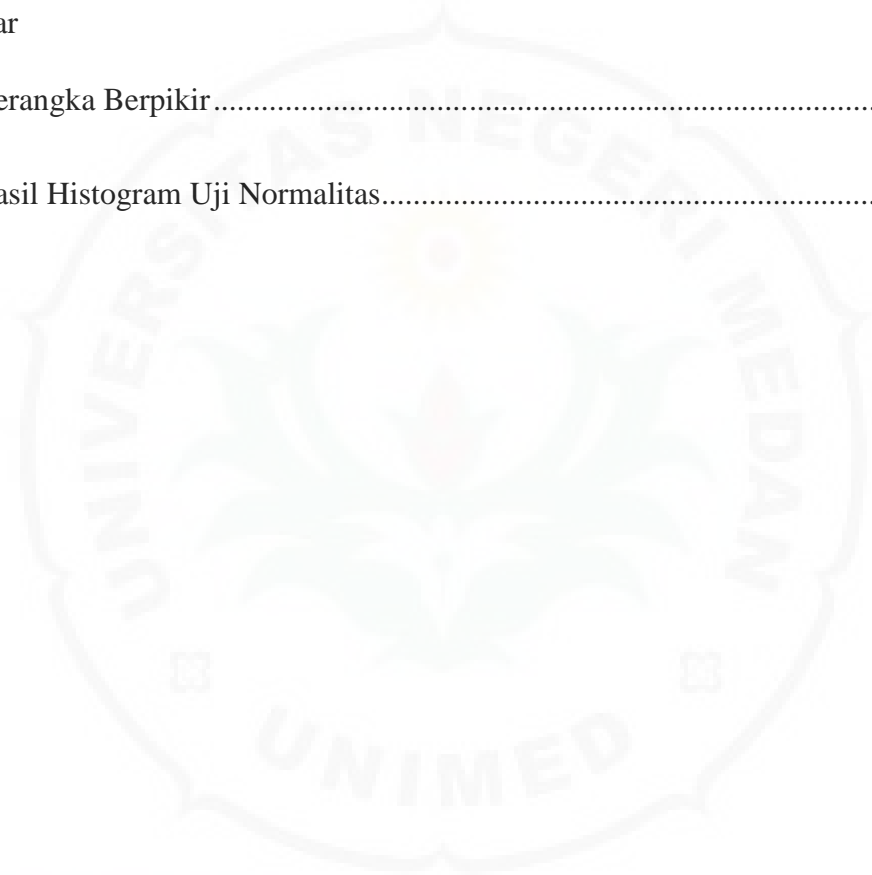 ar
erangka Berpikir....................................................................................
asil Histogram Uji Normalitas..............................................................
UNIVERSITAS NEGERI MEDAN
UNIMED